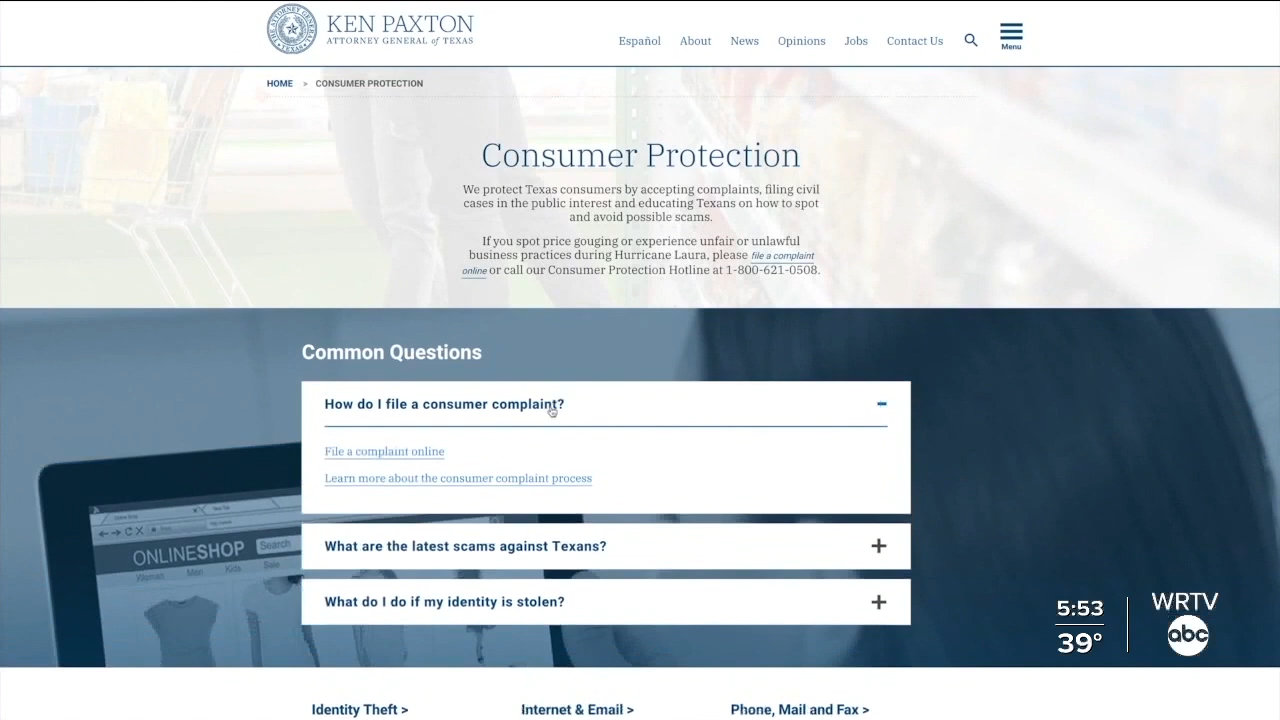 KEN PAXTON
ATTORNEY GENERAL of TEXAS
Español
About
News
Opinions
Jobs
Contact Us
Menu
HOME > CONSUMER PROTECTION
Consumer Protection
We protect Texas consumers by accepting complaints, filing civil
cases in the public interest and educating Texans on how to spot
and avoid possible scams.
If you spot price gouging or experience unfair or unlawful
business practices during Hurricane Laura, please file a complaint
online or call our Consumer Protection Hotline at 1-800-621-0508.
Common Questions
How do I file a consumer complaint?
File a complaint online
Learn more about the consumer complaint process
What are the latest scams against Texans?
What do I do if my identity is stolen?
ONLINESHOP
Search
Woman
Man
Kids
Sale
5:53
39°
WRTV
abc
Identity Theft >
Internet & Email >
Phone, Mail and Fax >